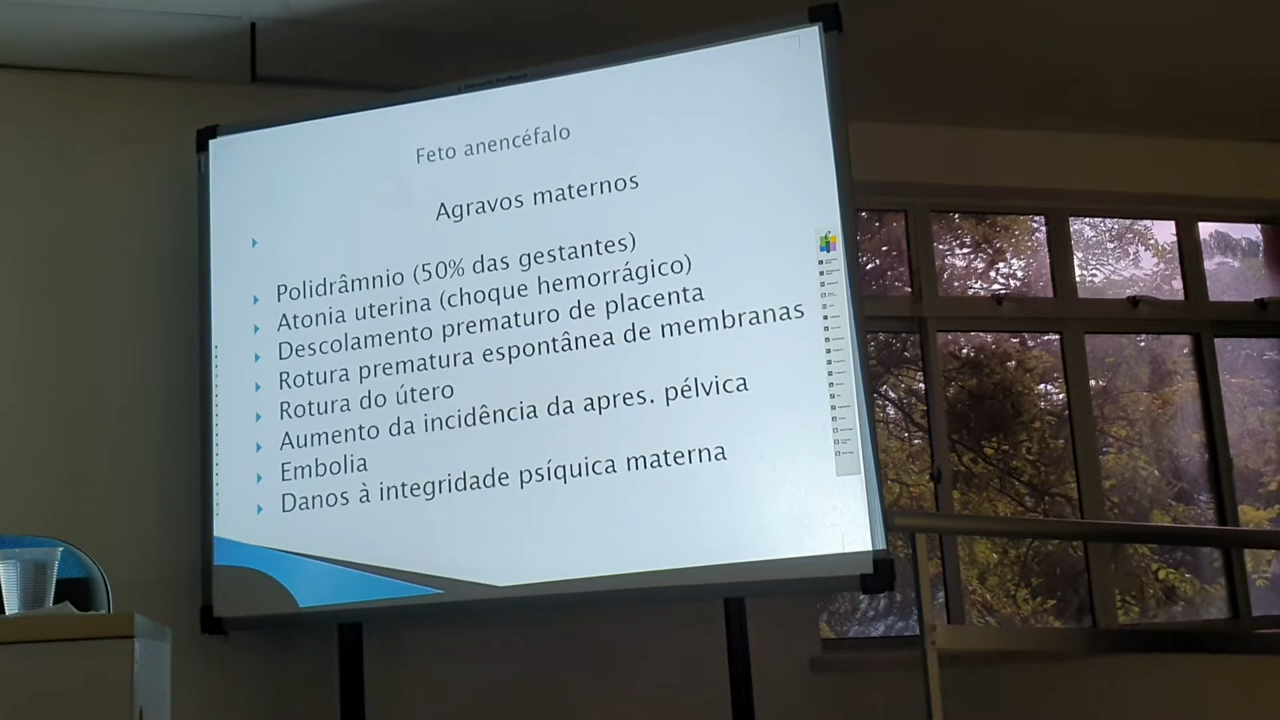 Feto anencéfalo
Agravos maternos
Polidrâmnio (50% das gestantes)
Atonia uterina (choque hemorrágico)
Descolamento prematuro de placenta
Rotura prematura espontânea de membranas
Rotura do útero
Aumento da incidência da apres. pélvica
Embolia
Danos à integridade psíquica materna